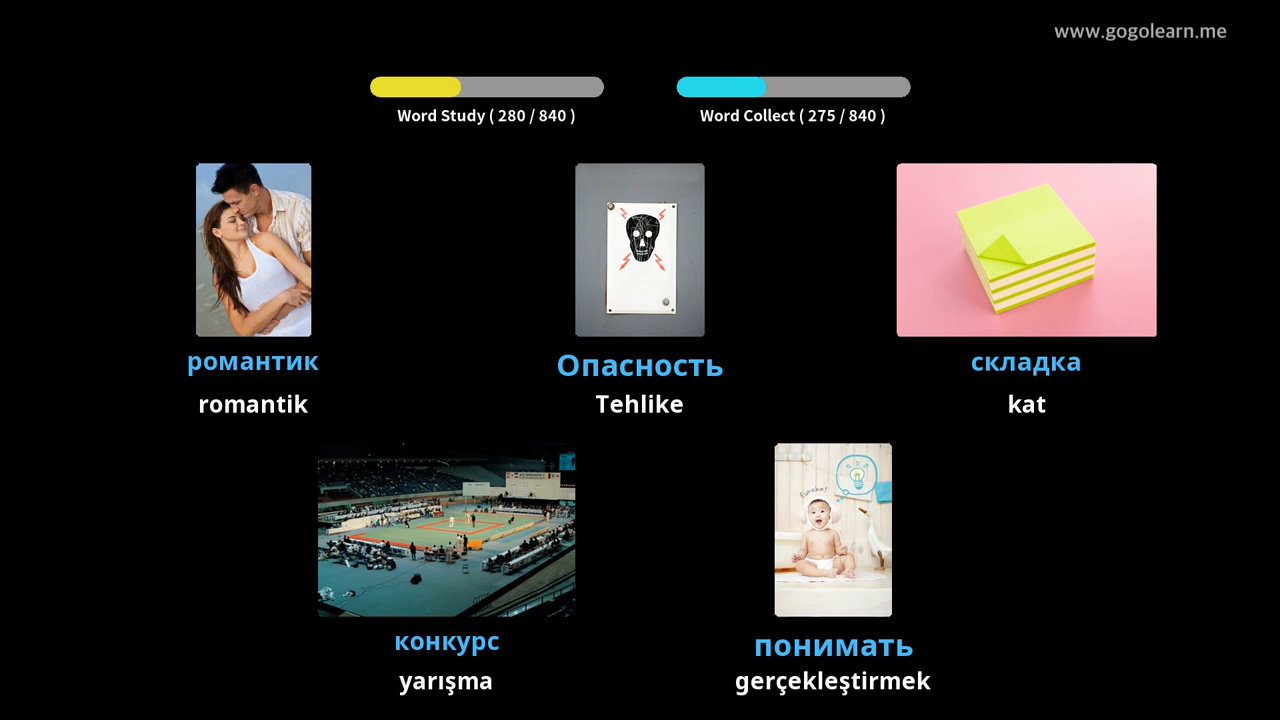 www.gogolearn.me
Word Study ( 280 / 840 )
Word Collect ( 275 / 840 )
романтик
romantik
Опасность
Tehlike
складка
kat
Eureka!
конкурс
yarışma
понимать
gerçekleştirmek